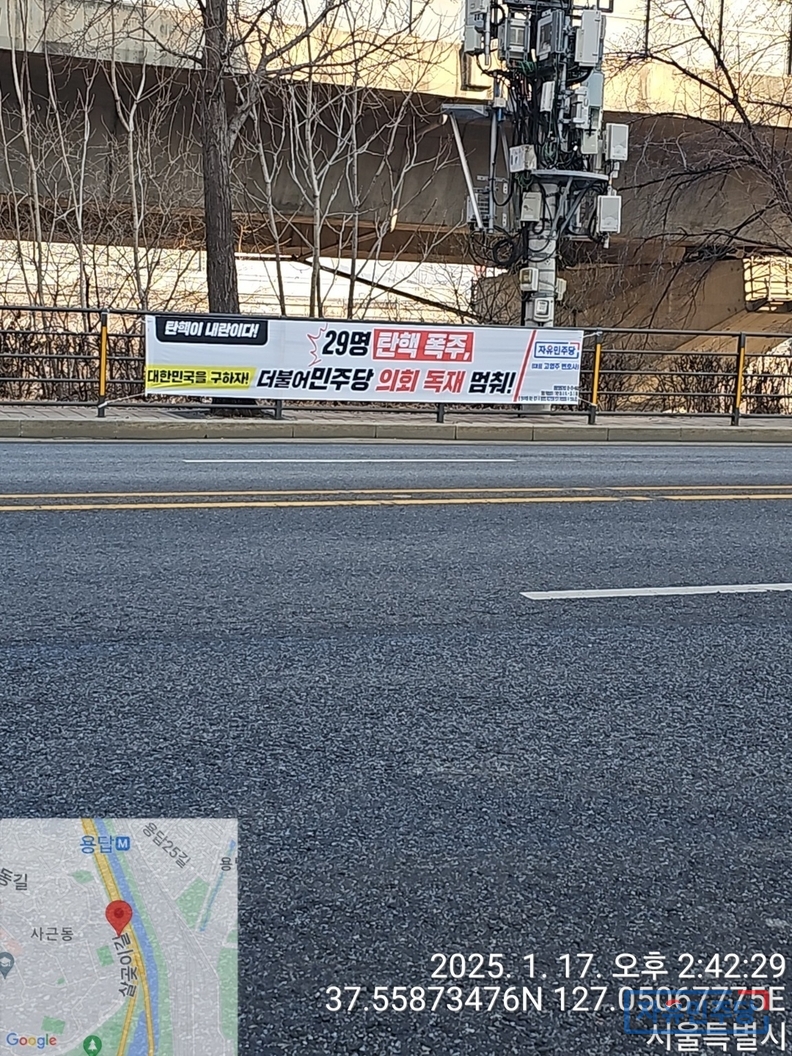 탄핵이 내란이다!
29명 탄핵 폭주,
대한민국을 구하자! 더불어민주당 의회 독재 멈춰!
자유민주당
대표 고영주 변호사
용답
용답25길
용
길
사근동
살곶이길
Google
2025. 1. 17. 오후 2:42:29
37.55873476N 127.05067775E
서울특별시